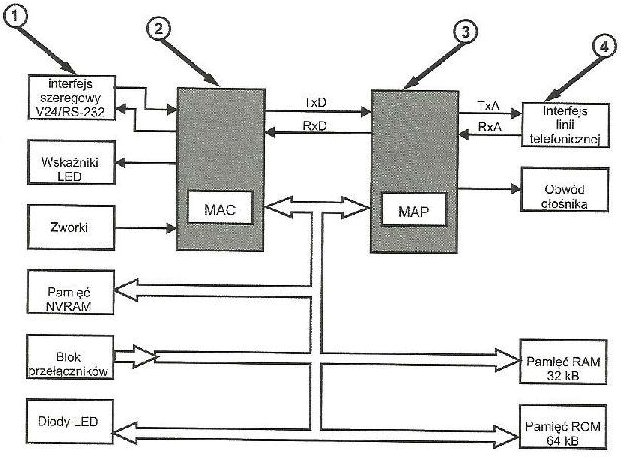 1
2
3
4
interfejs
szeregowy
V24/RS-232
TxD
TxA
Interfejs
linii
telefonicznej
RxD
RxA
Wskaźniki
LED
MAC
MAP
Obwód
ołośnika
Zworki
Pamięć
NVRAM
Blok
przełączników
Pamięć RAM
32 kB
Diody LED
Pamięć ROM
64 kB